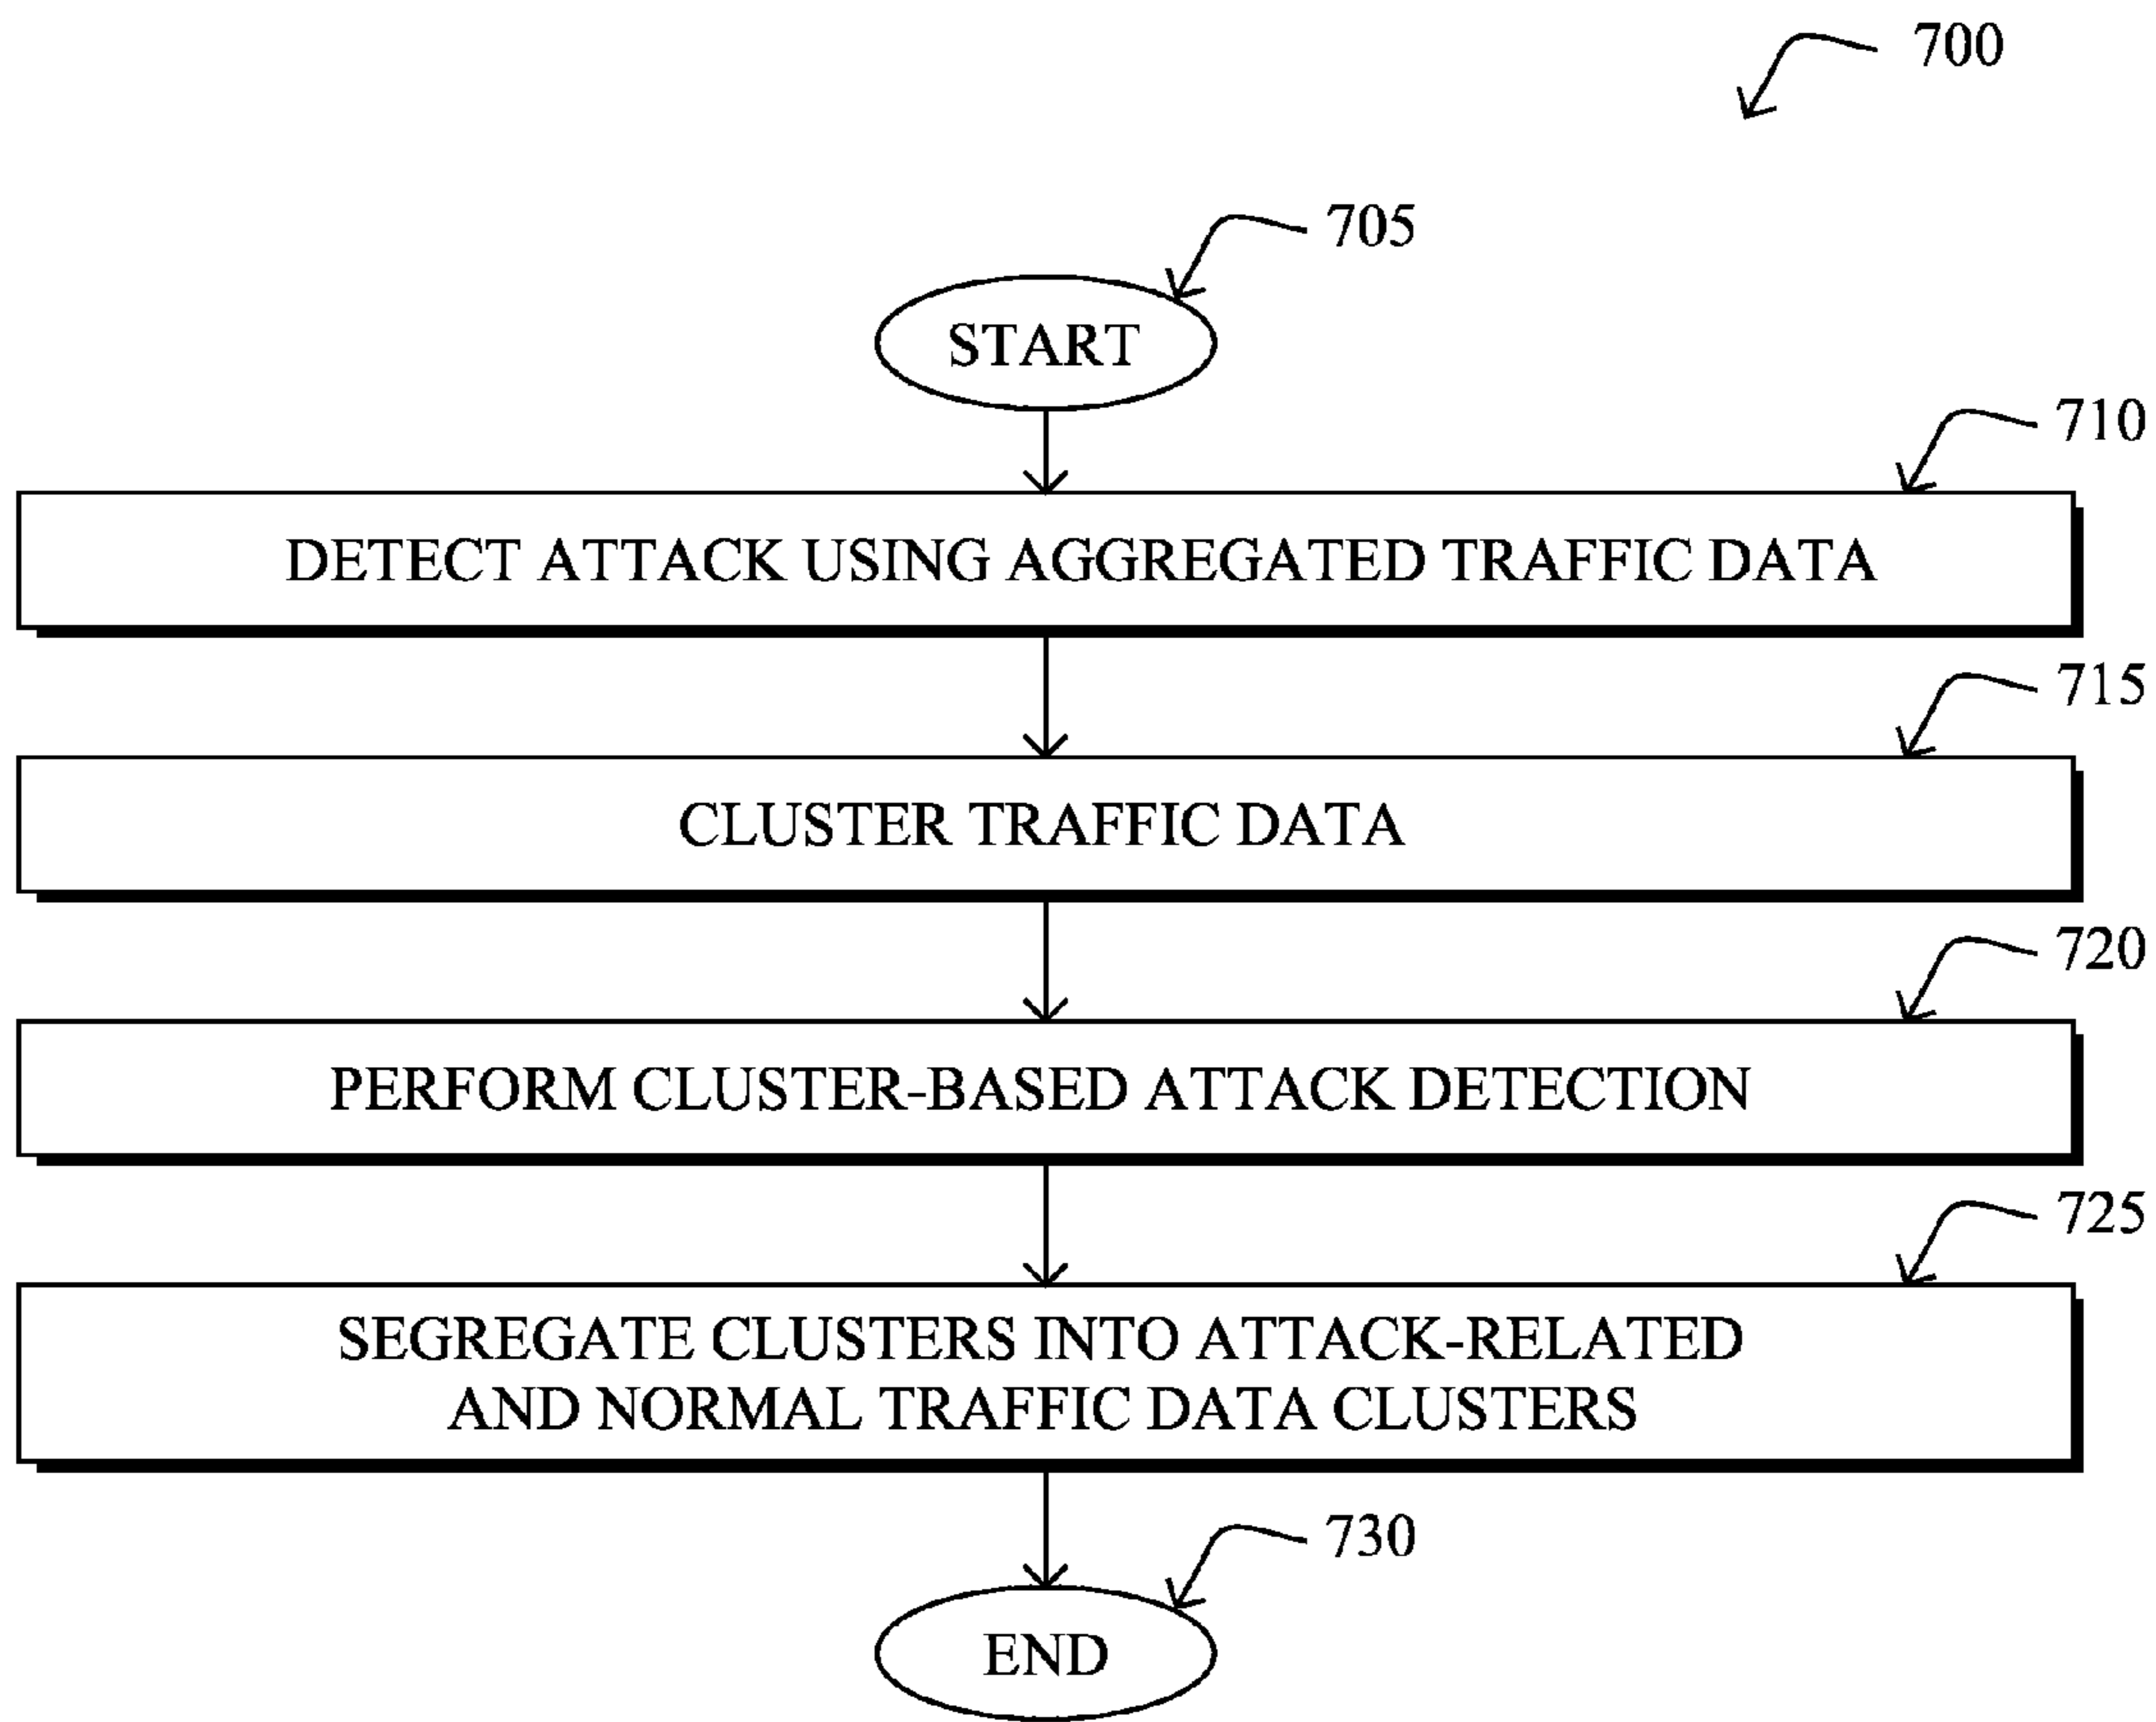 700
705
START
710
DETECT ATTACK USING AGGREGATED TRAFFIC DATA
715
CLUSTER TRAFFIC DATA
720
PERFORM CLUSTER-BASED ATTACK DETECTION
725
SEGREGATE CLUSTERS INTO ATTACK-RELATED
AND NORMAL TRAFFIC DATA CLUSTERS
730
END